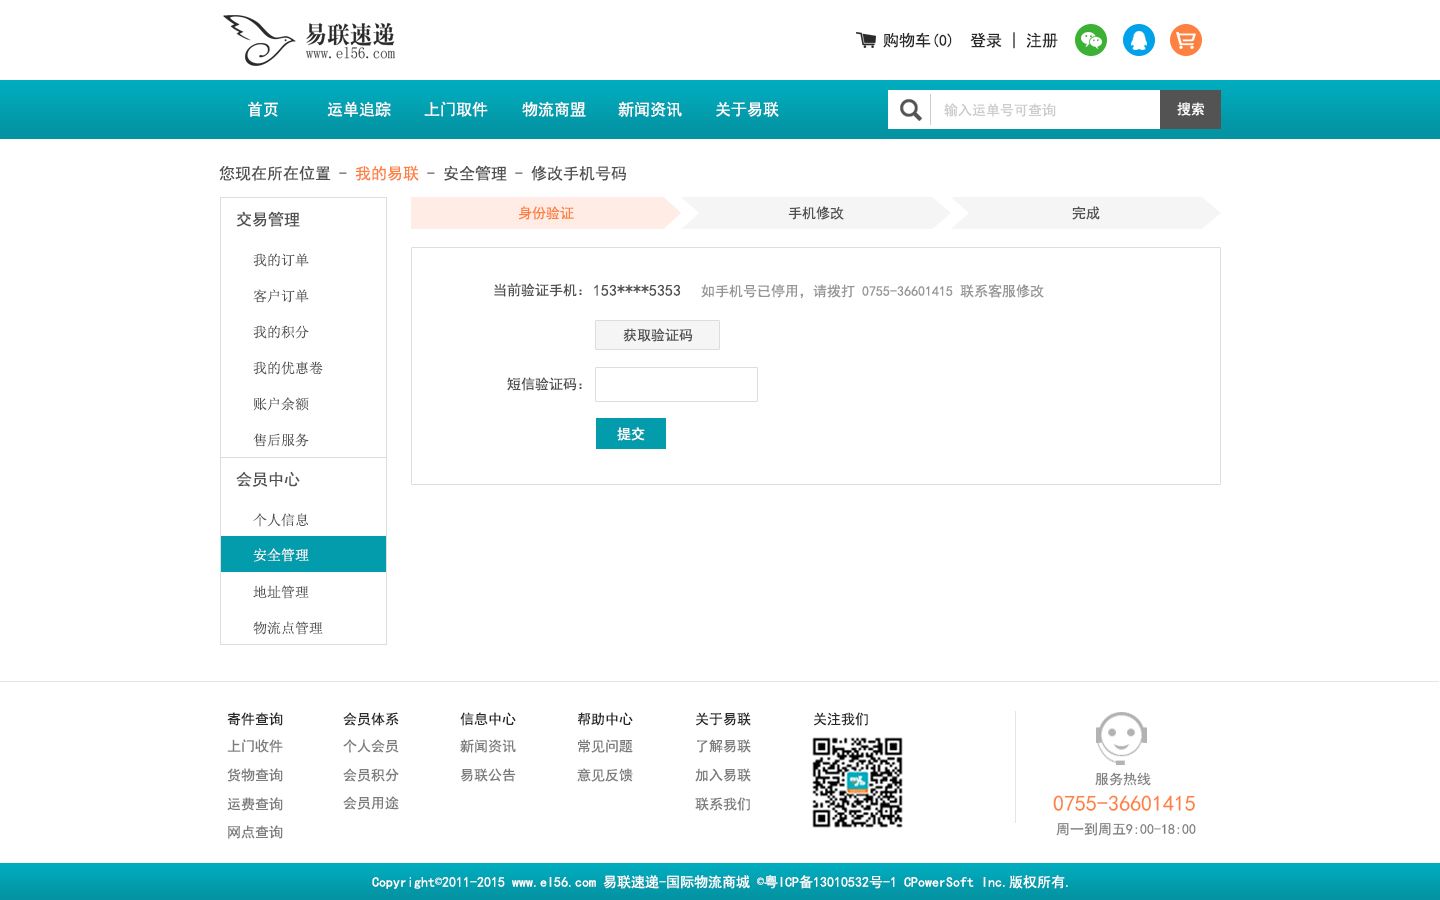 易联速递
www.el56.com
购物车(0) 登录 | 注册
首页 运单追踪 上门取件 物流商盟 新闻资讯 关于易联 输入运单号可查询 搜索
您现在所在位置 - 我的易联 - 安全管理 - 修改手机号码
交易管理
我的订单
客户订单
我的积分
我的优惠卷
账户余额
售后服务
会员中心
个人信息
安全管理
地址管理
物流点管理
身份验证 手机修改 完成
当前验证手机: 153****5353 如手机号已停用，请拨打 0755-36601415 联系客服修改
获取验证码
短信验证码:
提交
寄件查询
上门收件
货物查询
运费查询
网点查询
会员体系
个人会员
会员积分
会员用途
信息中心
新闻资讯
易联公告
帮助中心
常见问题
意见反馈
关于易联
了解易联
加入易联
联系我们
关注我们
服务热线
0755-36601415
周一到周五9:00-18:00
Copyright©2011-2015 www.el56.com 易联速递-国际物流商城 ©粤ICP备13010532号-1 CPowerSoft Inc.版权所有.